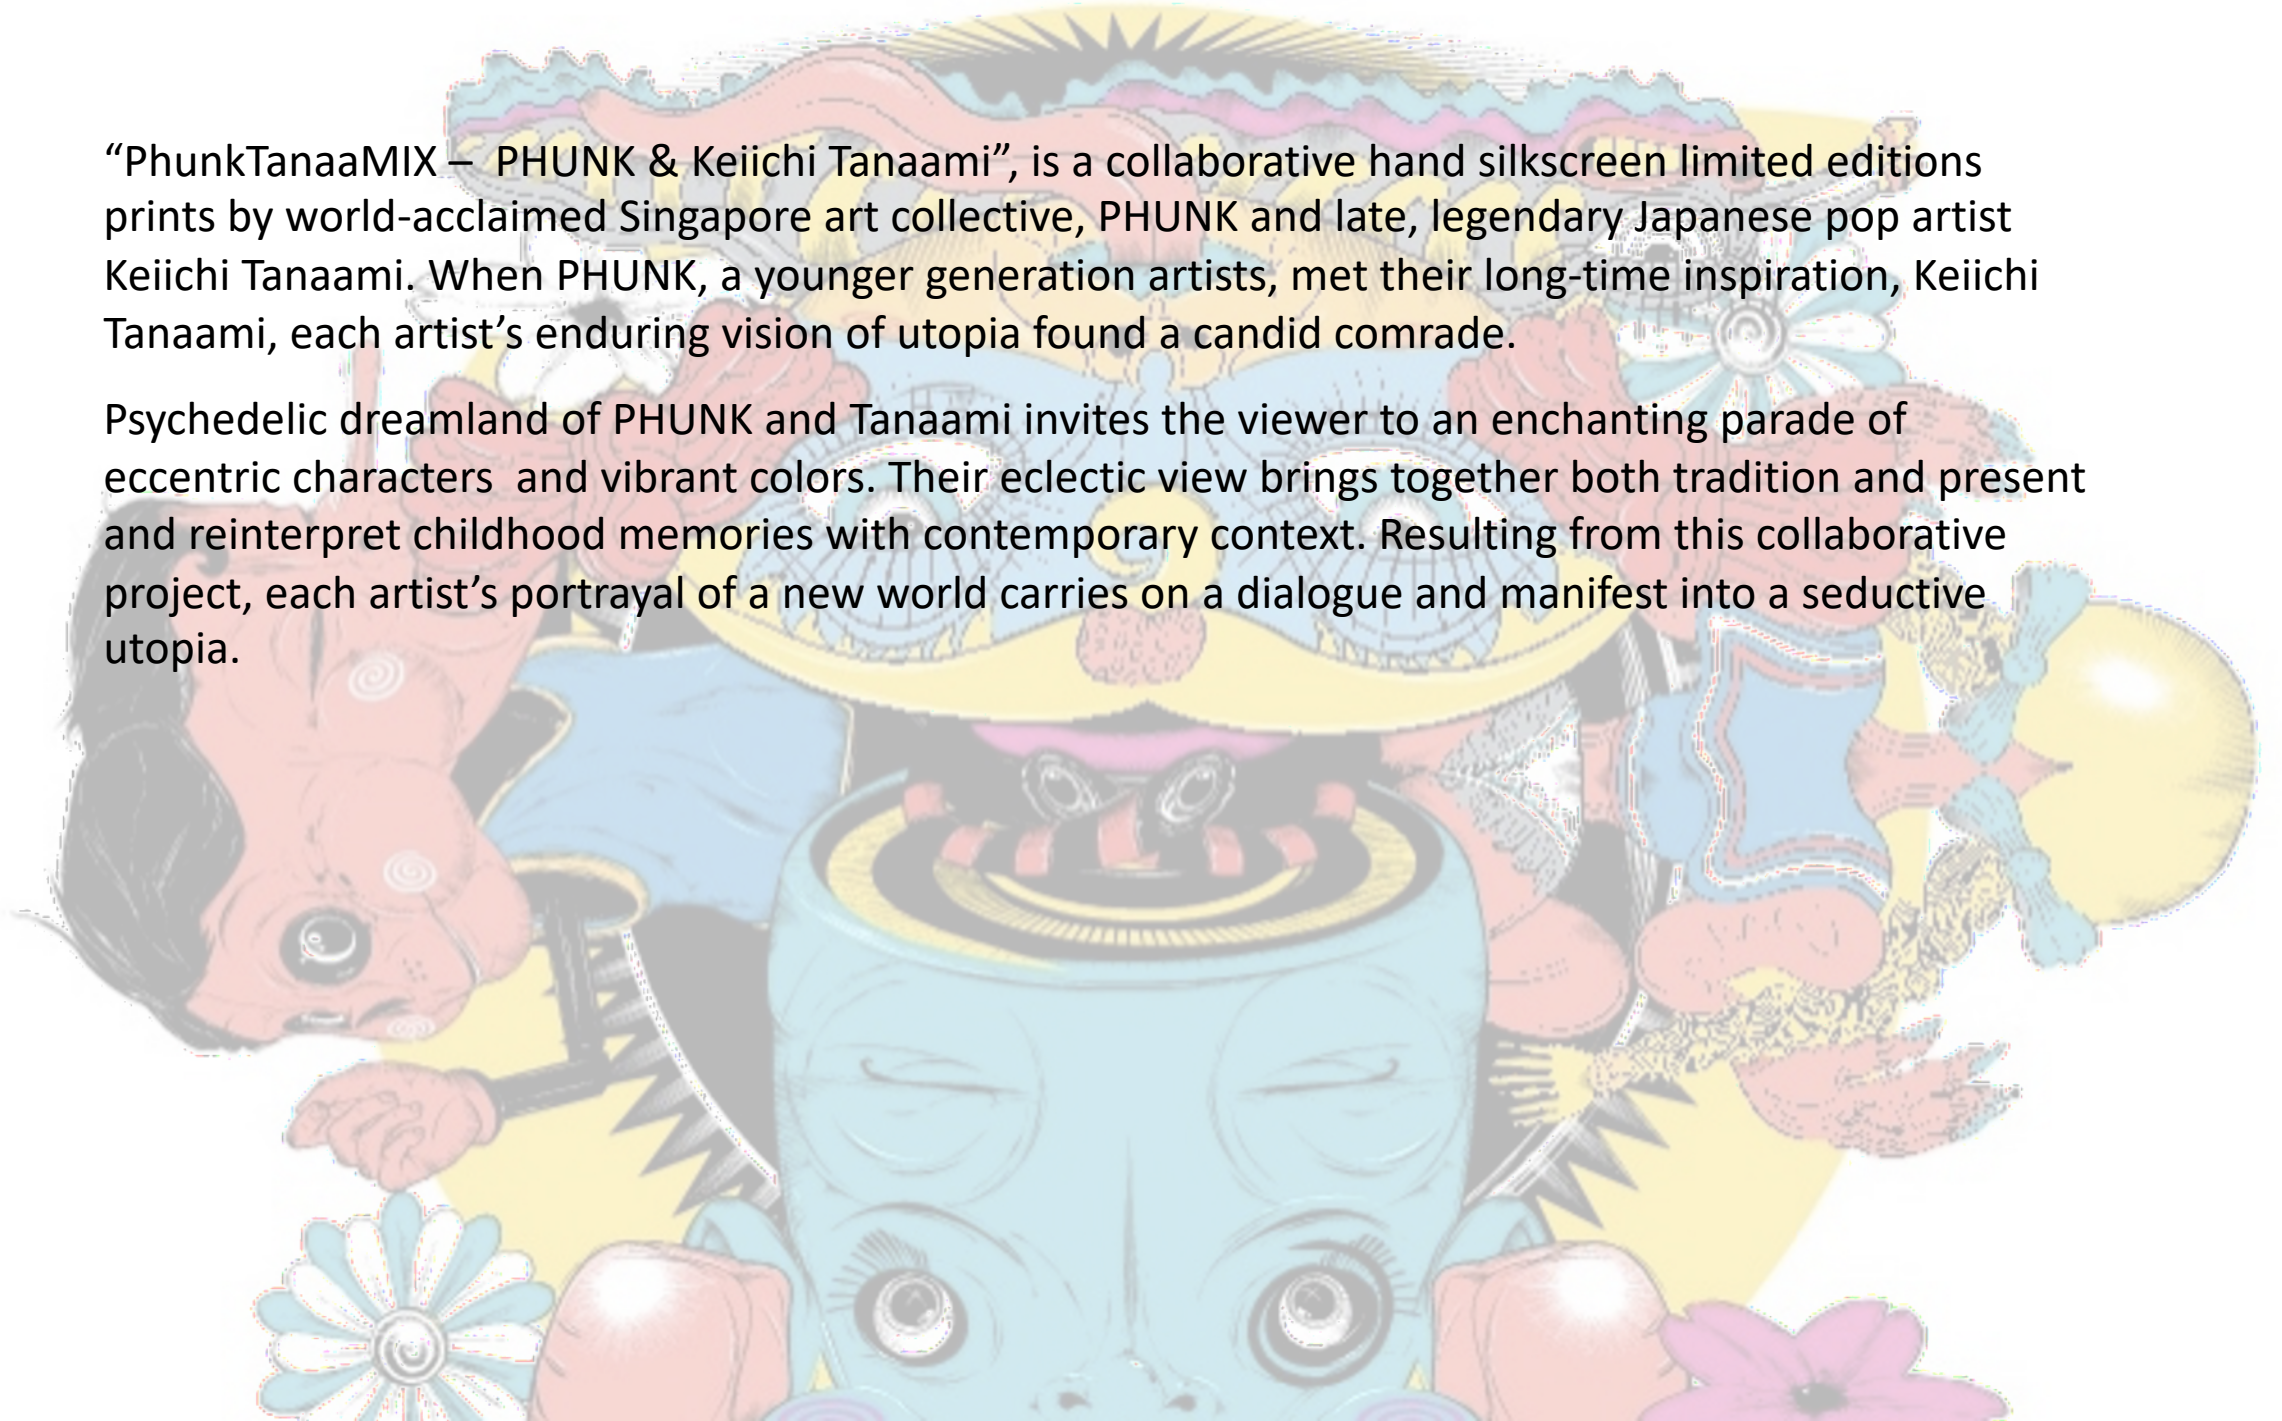 “PhunkTanaaMIX – PHUNK & Keiichi Tanaami”, is a collaborative hand silkscreen limited editions
prints by world-acclaimed Singapore art collective, PHUNK and late, legendary Japanese pop artist
Keiichi Tanaami. When PHUNK, a younger generation artists, met their long-time inspiration, Keiichi
Tanaami, each artist’s enduring vision of utopia found a candid comrade.
Psychedelic dreamland of PHUNK and Tanaami invites the viewer to an enchanting parade of
eccentric characters  and vibrant colors. Their eclectic view brings together both tradition and present
and reinterpret childhood memories with contemporary context. Resulting from this collaborative
project, each artist’s portrayal of a new world carries on a dialogue and manifest into a seductive
utopia.